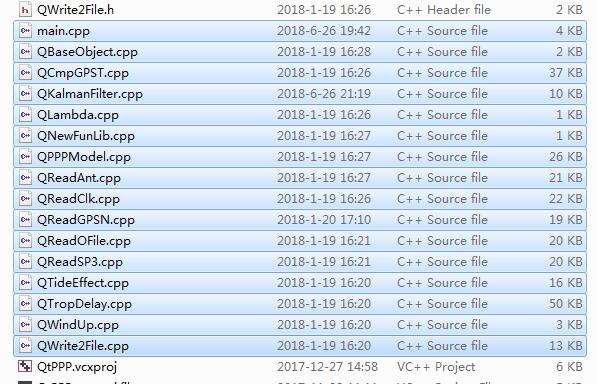 QWrite2File.h 2018-1-19 16:26 C++ Header file 2 KB
main.cpp 2018-6-26 19:42 C++ Source file 4 KB
QBaseObject.cpp 2018-1-19 16:28 C++ Source file 2 KB
QCmpGPST.cpp 2018-1-19 16:26 C++ Source file 37 KB
QKalmanFilter.cpp 2018-6-26 21:19 C++ Source file 10 KB
QLambda.cpp 2018-1-19 16:26 C++ Source file 1 KB
QNewFunLib.cpp 2018-1-19 16:27 C++ Source file 1 KB
QPPPModel.cpp 2018-1-19 16:27 C++ Source file 26 KB
QReadAnt.cpp 2018-1-19 16:27 C++ Source file 21 KB
QReadClk.cpp 2018-1-19 16:26 C++ Source file 22 KB
QReadGPSN.cpp 2018-1-20 17:10 C++ Source file 19 KB
QReadOFile.cpp 2018-1-19 16:21 C++ Source file 20 KB
QReadSP3.cpp 2018-1-19 16:21 C++ Source file 20 KB
QTideEffect.cpp 2018-1-19 16:20 C++ Source file 16 KB
QTropDelay.cpp 2018-1-19 16:20 C++ Source file 50 KB
QWindUp.cpp 2018-1-19 16:20 C++ Source file 3 KB
QWrite2File.cpp 2018-1-19 16:20 C++ Source file 13 KB
QtPPP.vcxproj 2017-12-27 14:58 VC++ Project 6 KB